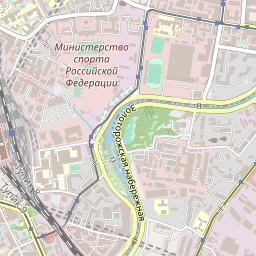 Министерство
спорта
Российской
Федерации
Золоторожская набережная